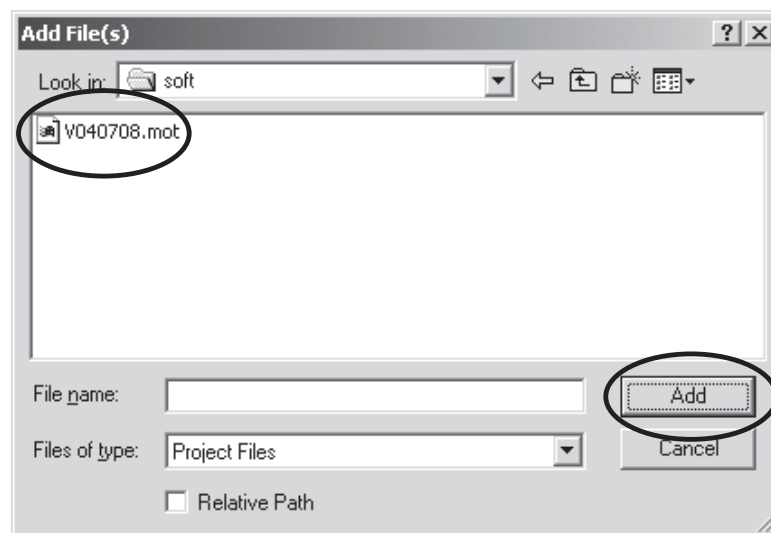 Add File(s)
Look in: soft
V040708.mot
File name:
Add
Files of type: Project Files
Cancel
Relative Path